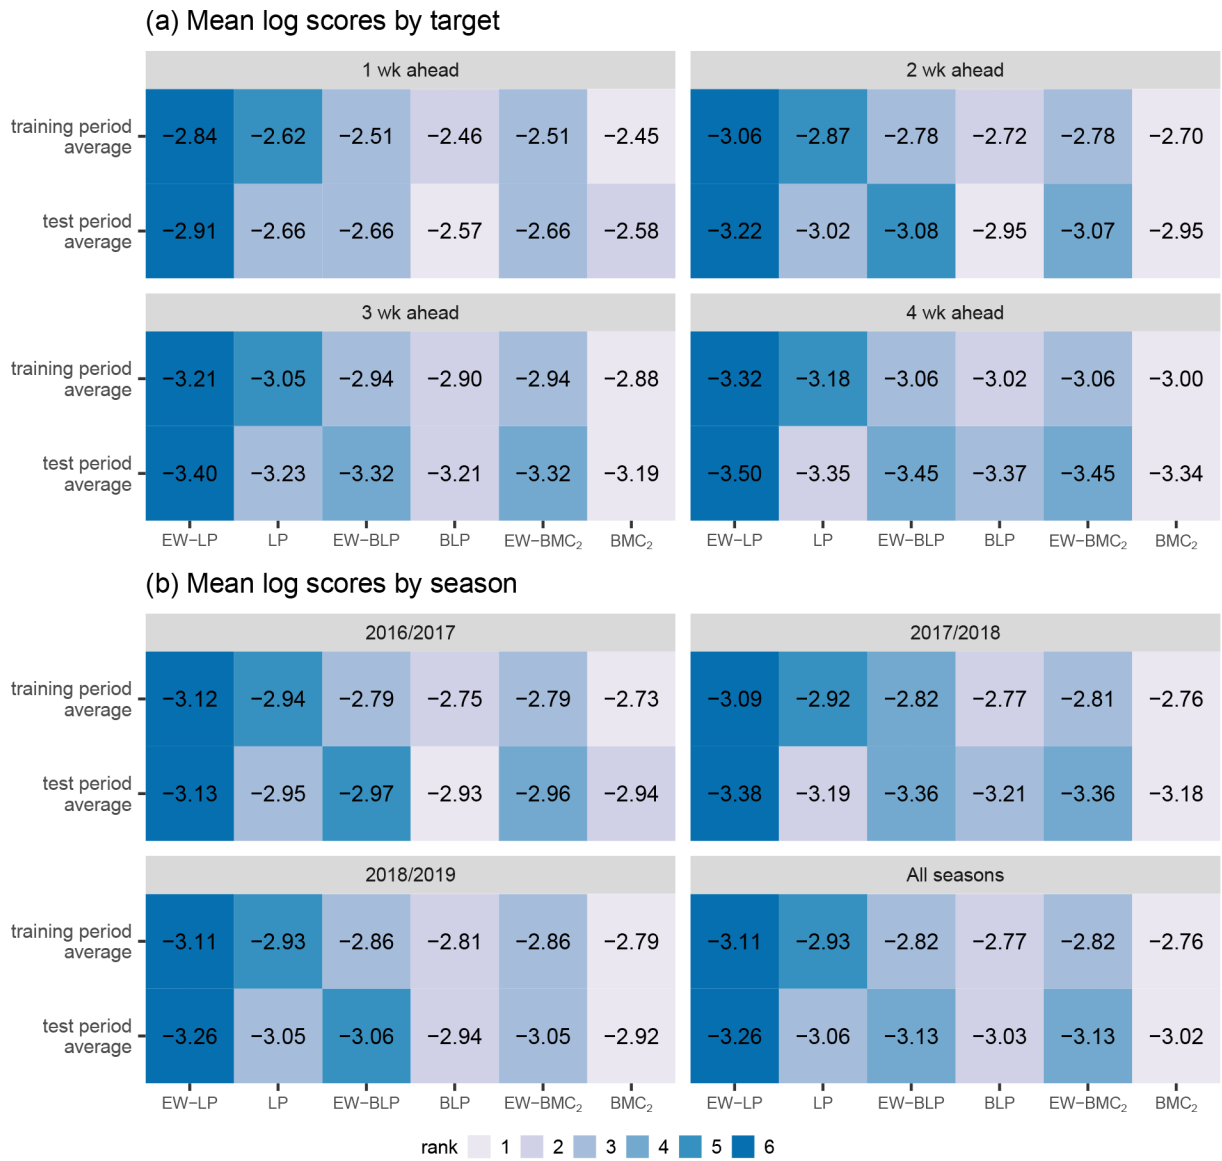 (a) Mean log scores by target
1 wk ahead
2 wk ahead
training period
average
−2.84 −2.62 −2.51 −2.46 −2.51 −2.45
−3.06 −2.87 −2.78 −2.72 −2.78 −2.70
test period
average
−2.91 −2.66 −2.66 −2.57 −2.66 −2.58
−3.22 −3.02 −3.08 −2.95 −3.07 −2.95
3 wk ahead
4 wk ahead
training period
average
−3.21 −3.05 −2.94 −2.90 −2.94 −2.88
−3.32 −3.18 −3.06 −3.02 −3.06 −3.00
test period
average
−3.40 −3.23 −3.32 −3.21 −3.32 −3.19
−3.50 −3.35 −3.45 −3.37 −3.45 −3.34
EW−LP LP EW−BLP BLP EW−BMC₂ BMC₂
EW−LP LP EW−BLP BLP EW−BMC₂ BMC₂
(b) Mean log scores by season
2016/2017
2017/2018
training period
average
−3.12 −2.94 −2.79 −2.75 −2.79 −2.73
−3.09 −2.92 −2.82 −2.77 −2.81 −2.76
test period
average
−3.13 −2.95 −2.97 −2.93 −2.96 −2.94
−3.38 −3.19 −3.36 −3.21 −3.36 −3.18
2018/2019
All seasons
training period
average
−3.11 −2.93 −2.86 −2.81 −2.86 −2.79
−3.11 −2.93 −2.82 −2.77 −2.82 −2.76
test period
average
−3.26 −3.05 −3.06 −2.94 −3.05 −2.92
−3.26 −3.06 −3.13 −3.03 −3.13 −3.02
EW−LP LP EW−BLP BLP EW−BMC₂ BMC₂
EW−LP LP EW−BLP BLP EW−BMC₂ BMC₂
rank 1 2 3 4 5 6